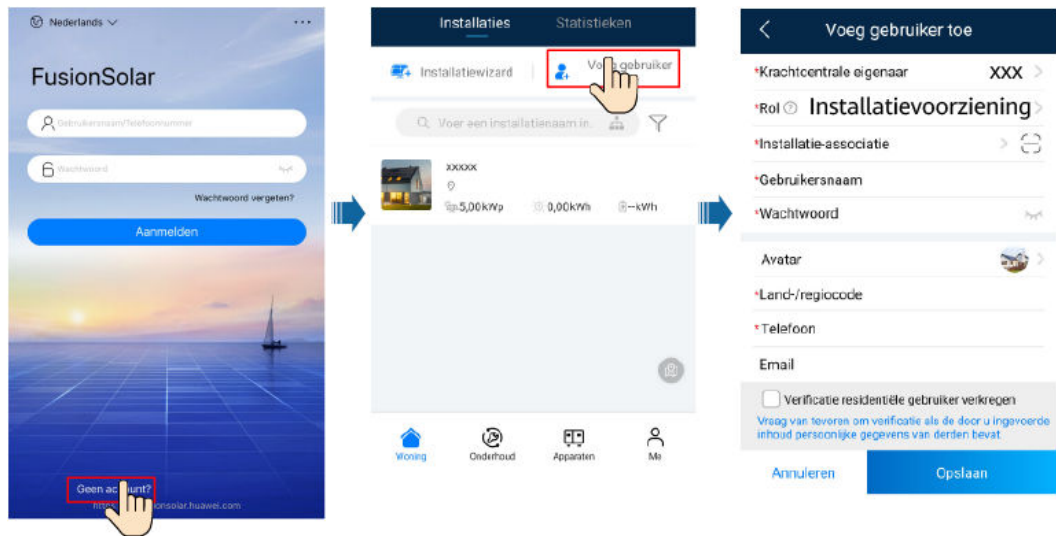 Nederlands
FusionSolar
Gebruikersnaam/Telefoonnummer
Wachtwoord
Wachtwoord vergeten?
Aanmelden
Geen account?
onsolar.huawei.com
Installaties Statistieken
Installatiewizard Voeg gebruiker
Voer een installatienaam in.
xxxxx
5,00kWp 0,00kWh --kWh
Woning Onderhoud Apparaten Me
Voeg gebruiker toe
*Krachtcentrale eigenaar XXX
*Rol Installatievoorziening
*Installatie-associatie
*Gebruikersnaam
*Wachtwoord
Avatar
*Land-/regiocode
*Telefoon
Email
Verificatie residentiële gebruiker verkregen
Vraag van tevoren om verificatie als de door u ingevoerde
inhoud persoonlijke gegevens van derden bevat
Annuleren Opslaan